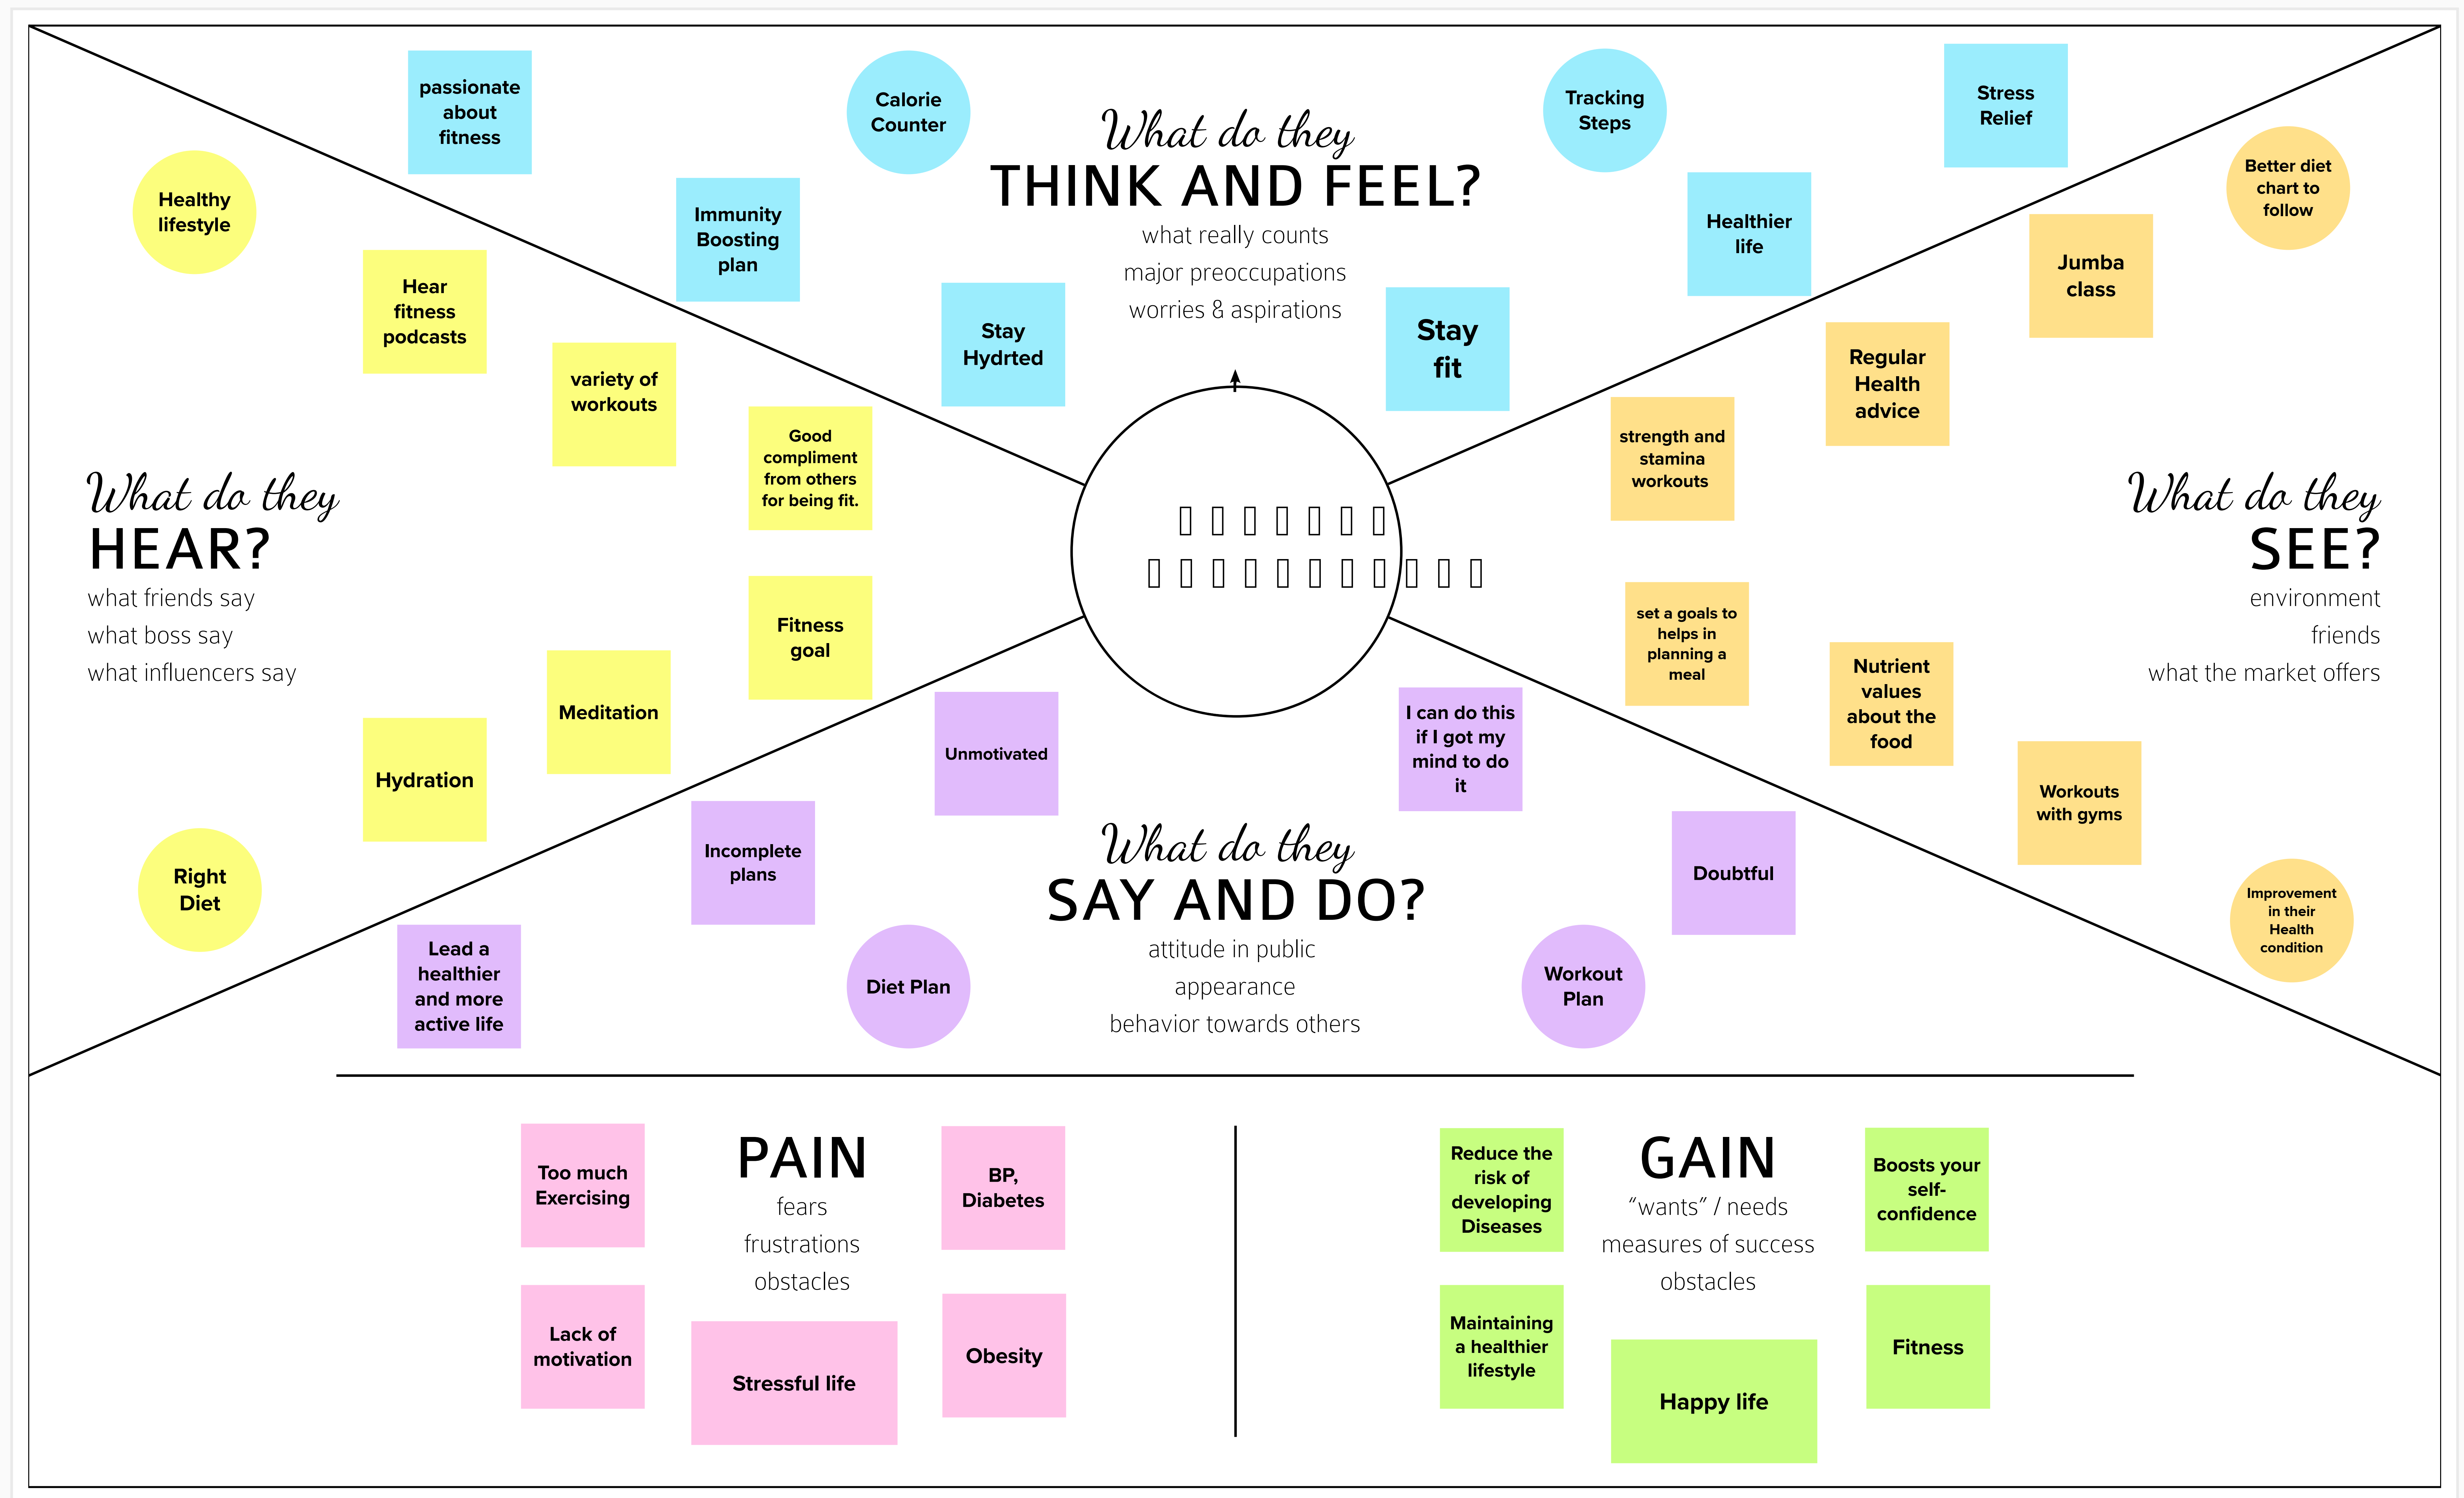 passionate
about
fitness
Calorie
Counter
Immunity
Boosting
plan
Stay
Hydrted
What do they
THINK AND FEEL?
what really counts
major preoccupations
worries & aspirations
Tracking
Steps
Stress
Relief
Healthier
life
Stay
fit
Healthy
lifestyle
Hear
fitness
podcasts
variety of
workouts
Good
compliment
from others
for being fit.
What do they
HEAR?
what friends say
what boss say
what influencers say
Fitness
goal
Meditation
Hydration
Right
Diet
Better diet
chart to
follow
Jumba
class
Regular
Health
advice
strength and
stamina
workouts
What do they
SEE?
environment
friends
what the market offers
set a goals to
helps in
planning a
meal
Nutrient
values
about the
food
Workouts
with gyms
Improvement
in their
Health
condition
Unmotivated
I can do this
if I got my
mind to do
it
Incomplete
plans
What do they
SAY AND DO?
attitude in public
appearance
behavior towards others
Doubtful
Lead a
healthier
and more
active life
Diet Plan
Workout
Plan
Too much
Exercising
PAIN
fears
frustrations
obstacles
BP,
Diabetes
Lack of
motivation
Stressful life
Obesity
Reduce the
risk of
developing
Diseases
GAIN
“wants” / needs
measures of success
obstacles
Boosts your
self-
confidence
Maintaining
a healthier
lifestyle
Happy life
Fitness